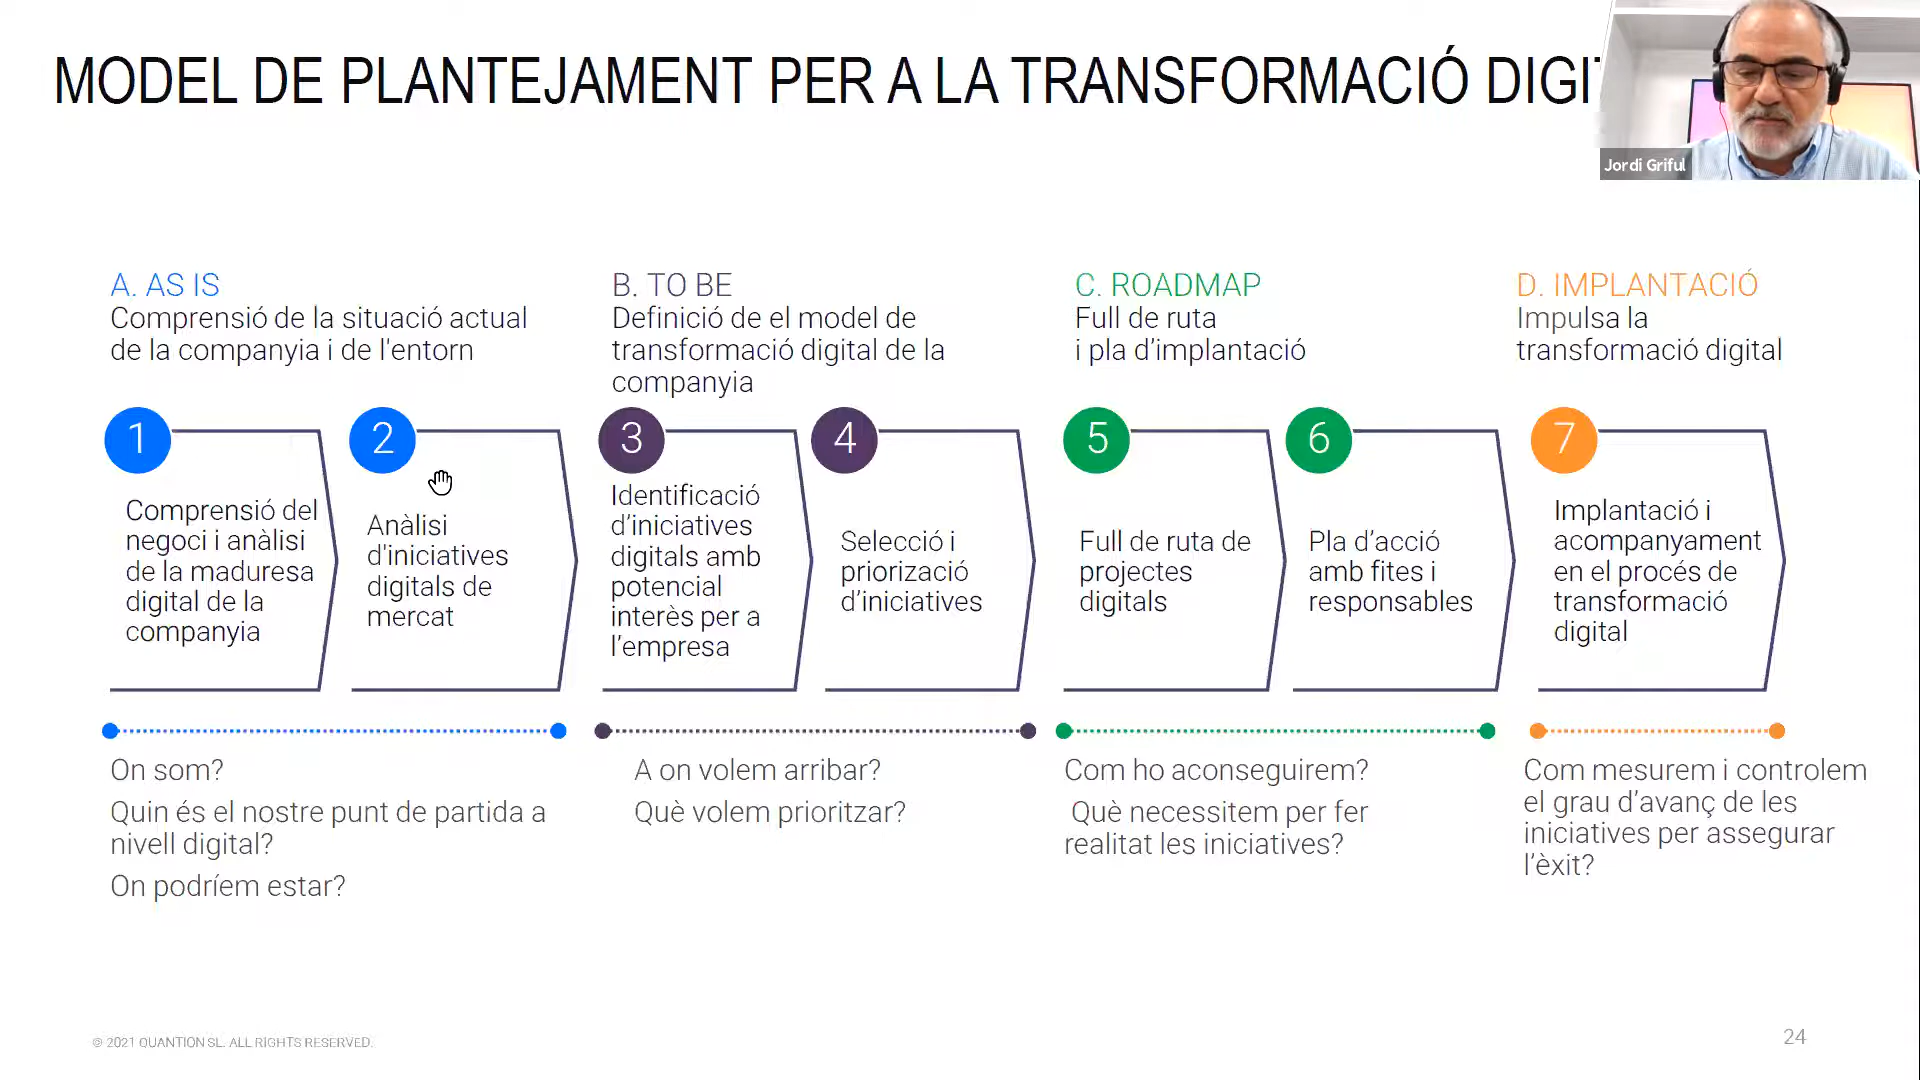 MODEL DE PLANTEJAMENT PER A LA TRANSFORMACIÓ DIGI
Jordi Griful
A. AS IS
Comprensió de la situació actual
de la companyia i de l'entorn
B. TO BE
Definició de el model de
transformació digital de la
companyia
C. ROADMAP
Full de ruta
i pla d’implantació
D. IMPLANTACIÓ
Impulsa la
transformació digital
1
Comprensió del
negoci i anàlisi
de la maduresa
digital de la
companyia
2
Anàlisi
d'iniciatives
digitals de
mercat
3
Identificació
d’iniciatives
digitals amb
potencial
interès per a
l’empresa
4
Selecció i
priorizació
d’iniciatives
5
Full de ruta de
projectes
digitals
6
Pla d’acció
amb fites i
responsables
7
Implantació i
acompanyament
en el procés de
transformació
digital
On som?
Quin és el nostre punt de partida a
nivell digital?
On podríem estar?
A on volem arribar?
Què volem prioritzar?
Com ho aconseguirem?
Què necessitem per fer
realitat les iniciatives?
Com mesurem i controlem
el grau d’avanç de les
iniciatives per assegurar
l’èxit?
© 2021 QUANTION SL. ALL RIGHTS RESERVED.
24